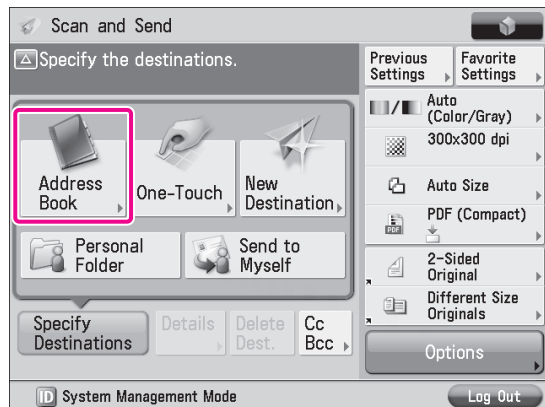 Scan and Send
Specify the destinations.
Previous
Settings
Favorite
Settings
Address
Book
One-Touch
New
Destination
Personal
Folder
Send to
Myself
Specify
Destinations
Details
Delete
Dest.
Cc
Bcc
Auto
(Color/Gray)
300x300 dpi
Auto Size
PDF
PDF (Compact)
2-Sided
Original
Different Size
Originals
Options
ID System Management Mode
Log Out